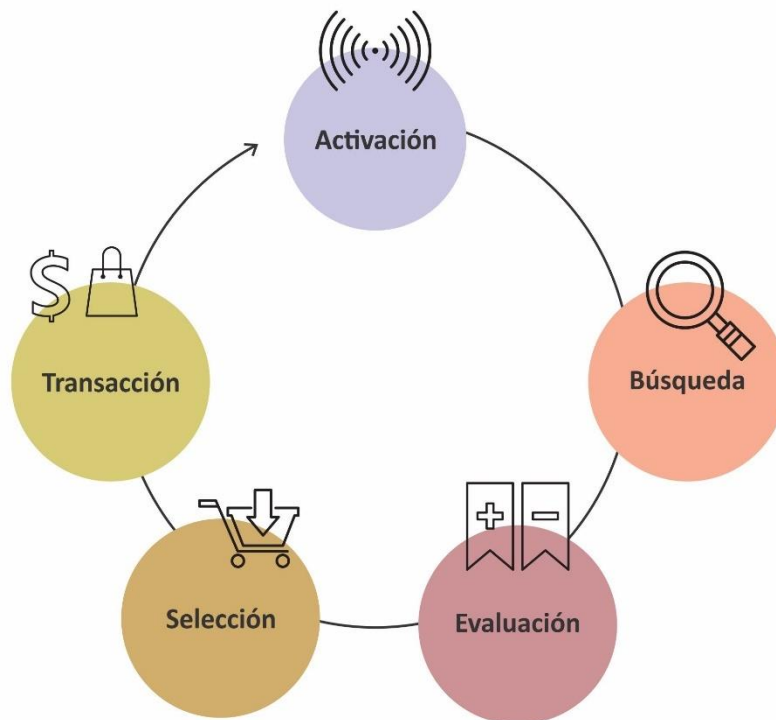 Activación
Búsqueda
Evaluación
Selección
Transacción
$